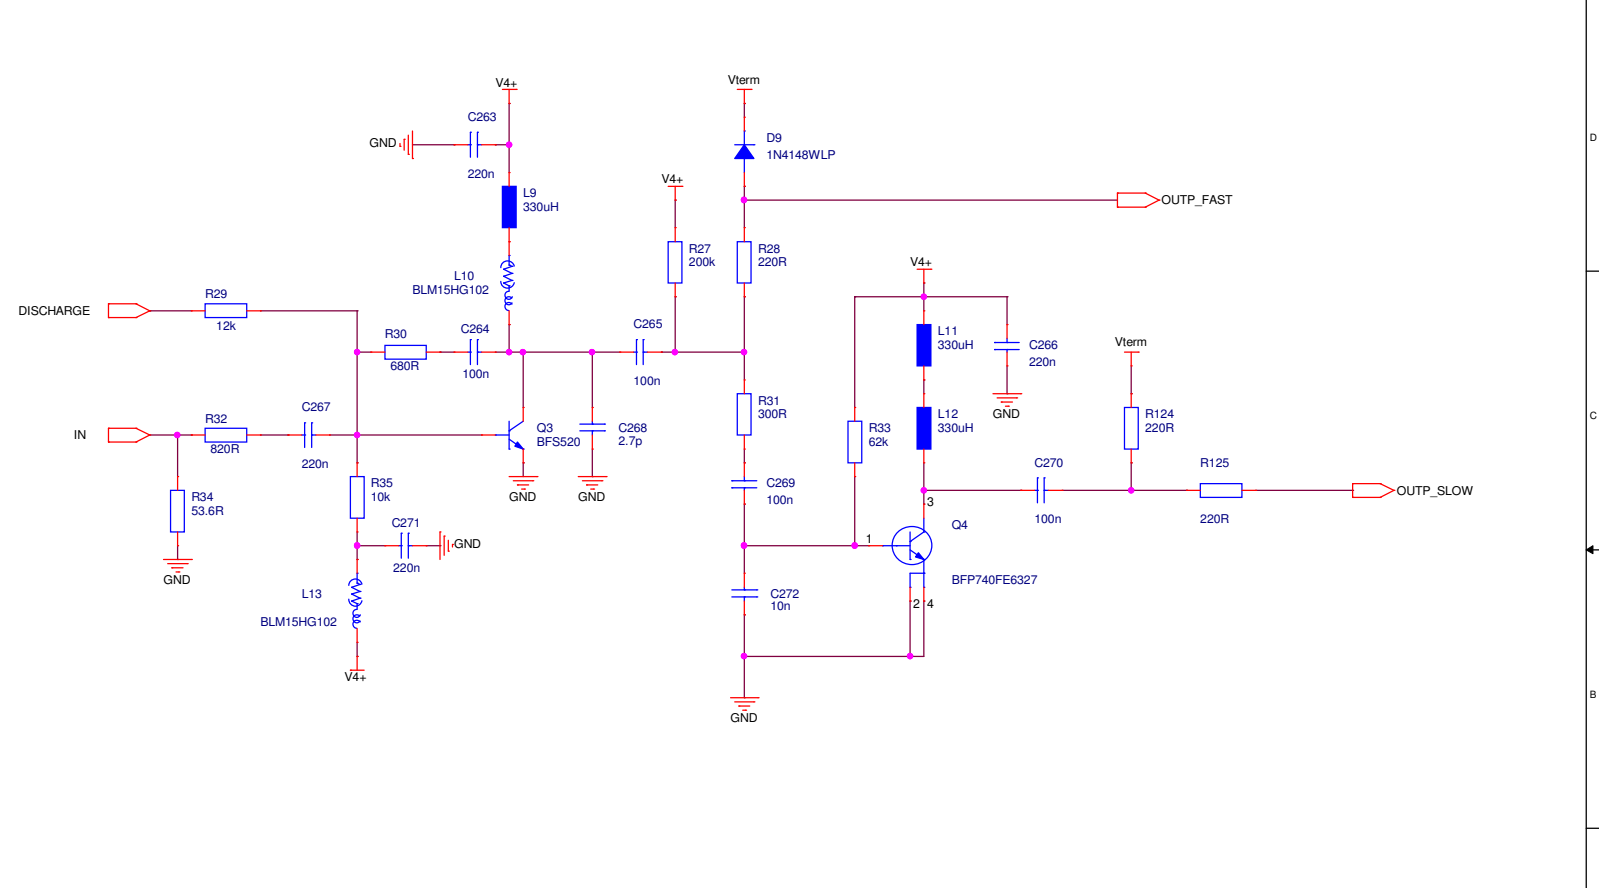 V4+
Vterm
C263
D
D9
GND
1N4148WLP
220n
V4+
L9
330uH
OUTP_FAST
R27
200k
R28
220R
V4+
L10
BLM15HG102
R29
DISCHARGE
12k
C265
R30
C264
680R
100n
100n
L11
330uH
C266
220n
Vterm
R31
300R
C267
R32
IN
820R
220n
Q3
BFS520
C268
2.7p
GND
L12
330uH
R124
220R
C
R33
62k
C270
R125
R35
10k
C269
100n
R34
53.6R
GND
GND
OUTP_SLOW
3
100n
220R
C271
GND
220n
1
Q4
GND
BFP740FE6327
L13
BLM15HG102
C272
10n
2
4
V4+
B
GND